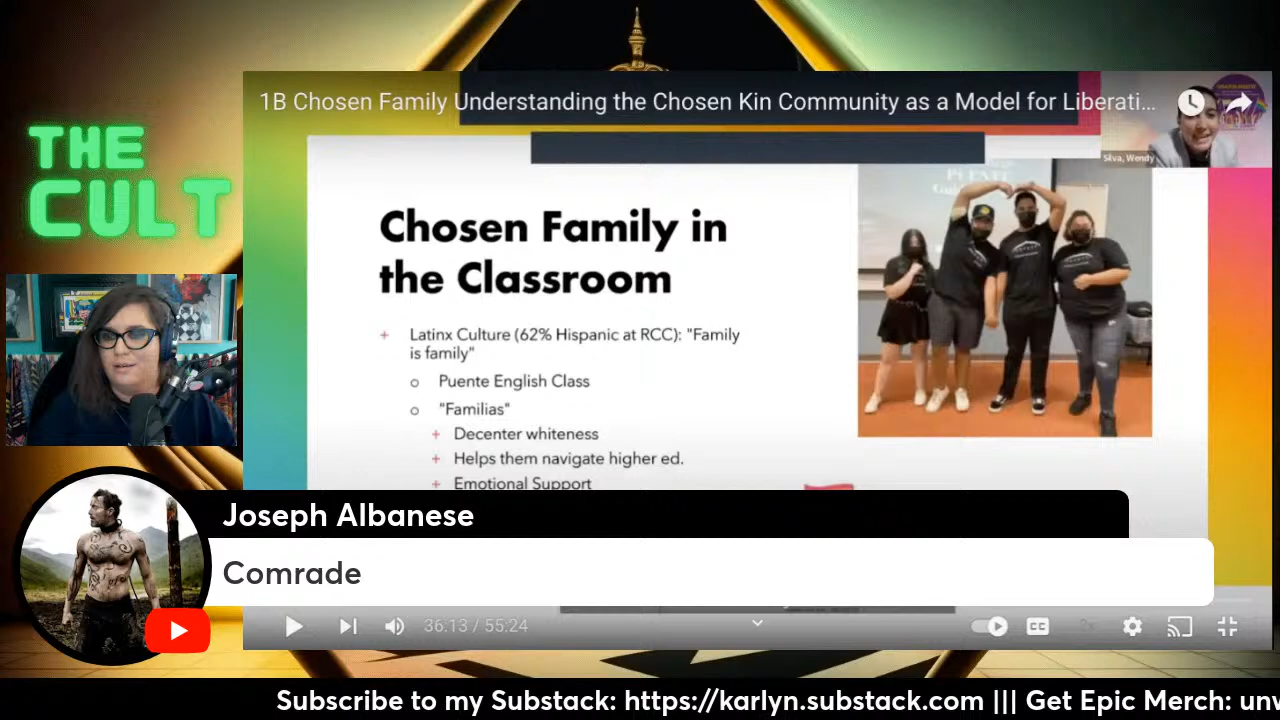 THE
CULT
1B Chosen Family Understanding the Chosen Kin Community as a Model for Liberati...
Silva, Wendy
Chosen Family in
the Classroom
+ Latinx Culture (62% Hispanic at RCC): "Family
is family"
o Puente English Class
o "Familias"
+ Decenter whiteness
+ Helps them navigate higher ed.
+ Emotional Support
Joseph Albanese
Comrade
36:13 / 55:24
CC
2x
Subscribe to my Substack: https://karlyn.substack.com ||| Get Epic Merch: unw